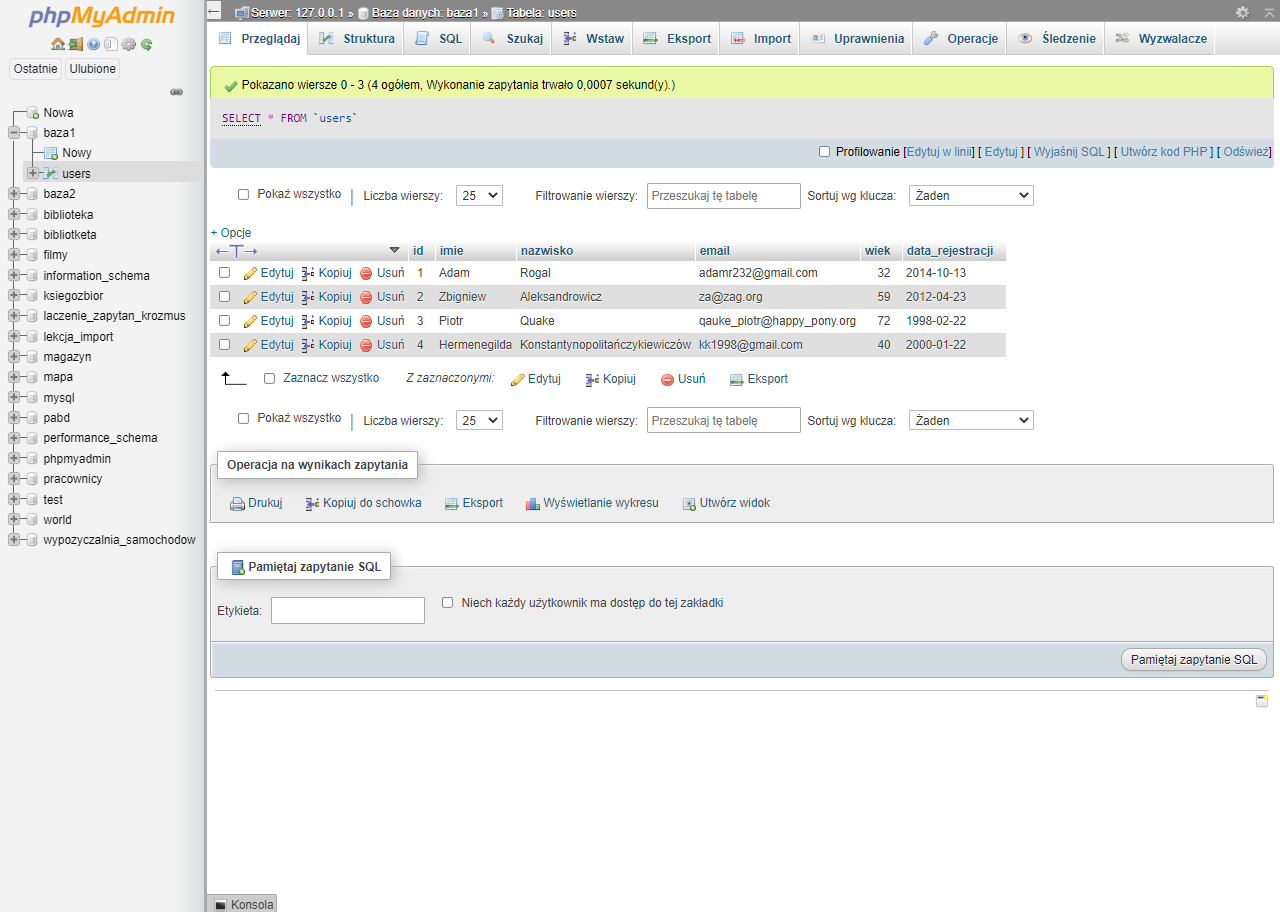 phpMyAdmin
Ostatnie Ulubione
Nowa
baza1
Nowy
users
baza2
biblioteka
bibliotketa
filmy
information_schema
ksiegozbior
laczenie_zapytan_krozmus
lekcja_import
magazyn
mapa
mysql
pabd
performance_schema
phpmyadmin
pracownicy
test
world
wypozyczalnia_samochodow
Serwer: 127.0.0.1 » Baza danych: baza1 » Tabela: users
Przeglądaj Struktura SQL Szukaj Wstaw Eksport Import Uprawnienia Operacje Śledzenie Wyzwalacze
Pokazano wiersze 0 - 3 (4 ogółem, Wykonanie zapytania trwało 0,0007 sekund(y).)
SELECT * FROM `users`
Profilowanie [Edytuj w linii] [ Edytuj ] [ Wyjaśnij SQL ] [ Utwórz kod PHP ] [ Odśwież]
Pokaż wszystko | Liczba wierszy: 25 Filtrowanie wierszy: Przeszukaj tę tabelę Sortuj wg klucza: Żaden
+ Opcje
←T→ id imie nazwisko email wiek data_rejestracji
Edytuj Kopiuj Usuń 1 Adam Rogal adamr232@gmail.com 32 2014-10-13
Edytuj Kopiuj Usuń 2 Zbigniew Aleksandrowicz za@zag.org 59 2012-04-23
Edytuj Kopiuj Usuń 3 Piotr Quake qauke_piotr@happy_pony.org 72 1998-02-22
Edytuj Kopiuj Usuń 4 Hermenegilda Konstantynopolitańczykiewiczów kk1998@gmail.com 40 2000-01-22
Zaznacz wszystko Z zaznaczonymi: Edytuj Kopiuj Usuń Eksport
Pokaż wszystko | Liczba wierszy: 25 Filtrowanie wierszy: Przeszukaj tę tabelę Sortuj wg klucza: Żaden
Operacja na wynikach zapytania
Drukuj Kopiuj do schowka Eksport Wyświetlanie wykresu Utwórz widok
Pamiętaj zapytanie SQL
Etykieta: Niech każdy użytkownik ma dostęp do tej zakładki
Pamiętaj zapytanie SQL
Konsola